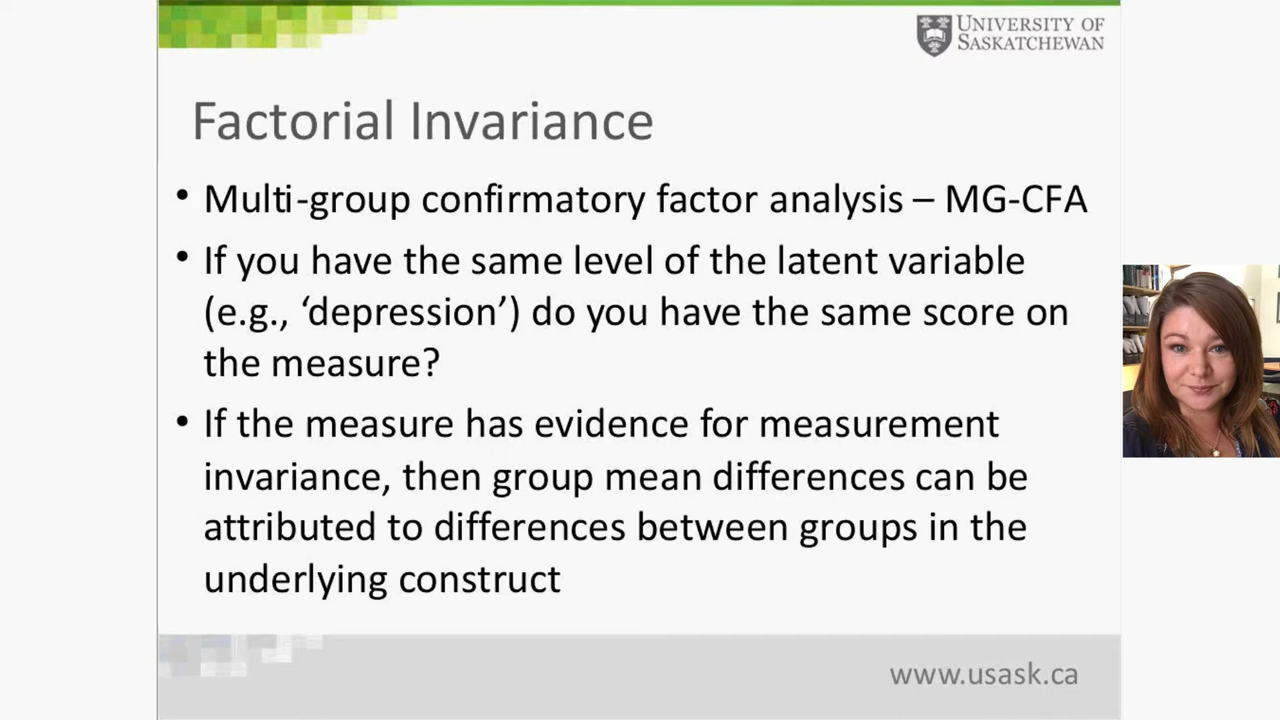 UNIVERSITY OF
SASKATCHEWAN
Factorial Invariance
• Multi-group confirmatory factor analysis – MG-CFA
• If you have the same level of the latent variable
(e.g., ‘depression’) do you have the same score on
the measure?
• If the measure has evidence for measurement
invariance, then group mean differences can be
attributed to differences between groups in the
underlying construct
www.usask.ca